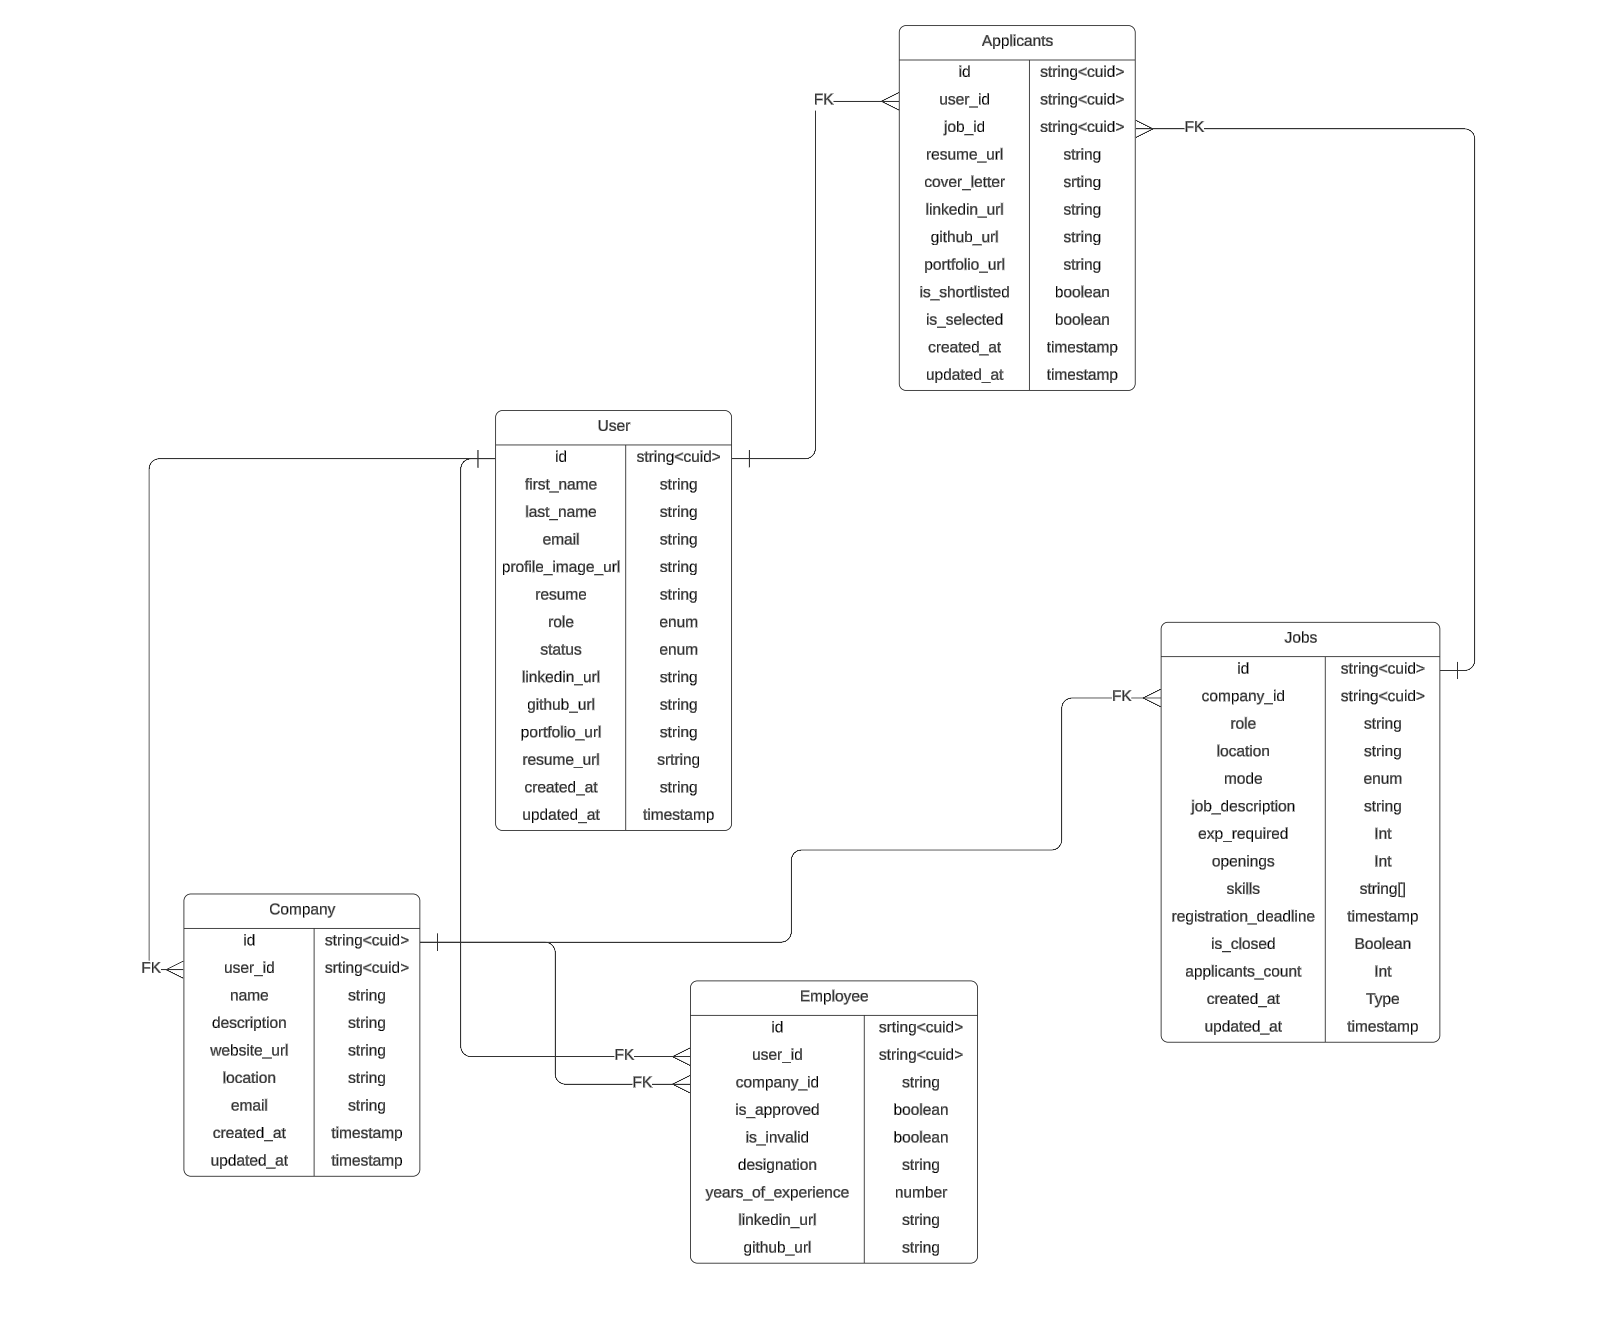 Applicants
id string<cuid>
user_id string<cuid>
job_id string<cuid>
resume_url string
cover_letter srting
linkedin_url string
github_url string
portfolio_url string
is_shortlisted boolean
is_selected boolean
created_at timestamp
updated_at timestamp
FK
FK
User
id string<cuid>
first_name string
last_name string
email string
profile_image_url string
resume string
role enum
status enum
linkedin_url string
github_url string
portfolio_url string
resume_url srtring
created_at string
updated_at timestamp
Jobs
id string<cuid>
company_id string<cuid>
role string
location string
mode enum
job_description string
exp_required Int
openings Int
skills string[]
registration_deadline timestamp
is_closed Boolean
applicants_count Int
created_at Type
updated_at timestamp
FK
Company
id string<cuid>
user_id srting<cuid>
name string
description string
website_url string
location string
email string
created_at timestamp
updated_at timestamp
FK
Employee
id srting<cuid>
user_id string<cuid>
company_id string
is_approved boolean
is_invalid boolean
designation string
years_of_experience number
linkedin_url string
github_url string
FK
FK